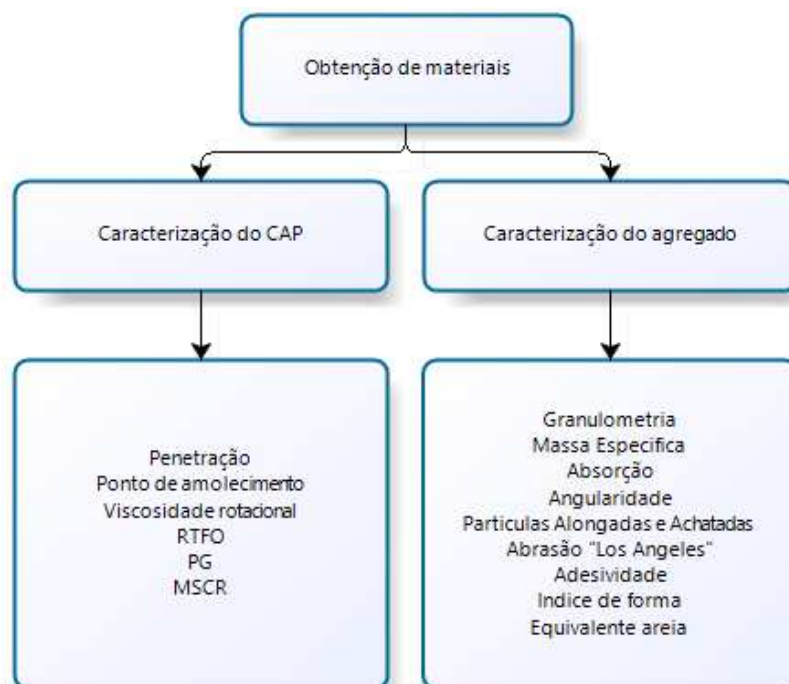 Obtenção de materiais
Caracterização do CAP
Caracterização do agregado
Penetração
Ponto de amolecimento
Viscosidade rotacional
RTFO
PG
MSCR
Granulometria
Massa Especifica
Absorção
Angularidade
Particulas Alongadas e Achatadas
Abrasão "Los Angeles"
Adesividade
Indice de forma
Equivalente areia